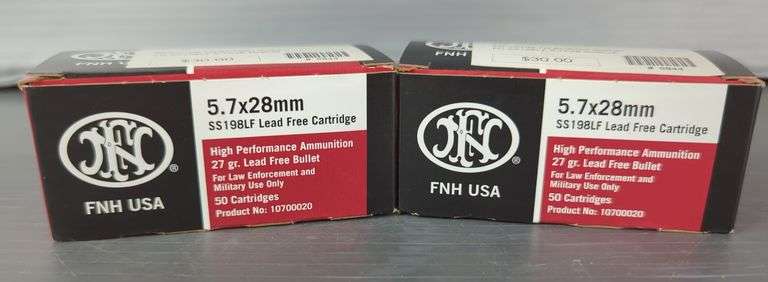 $30.00
FN
®
FNH USA
5.7x28mm
SS198LF Lead Free Cartridge
High Performance Ammunition
27 gr. Lead Free Bullet
For Law Enforcement and
Military Use Only
50 Cartridges
Product No: 10700020
$30.00
FN
®
FNH USA
5.7x28mm
SS198LF Lead Free Cartridge
High Performance Ammunition
27 gr. Lead Free Bullet
For Law Enforcement and
Military Use Only
50 Cartridges
Product No: 10700020